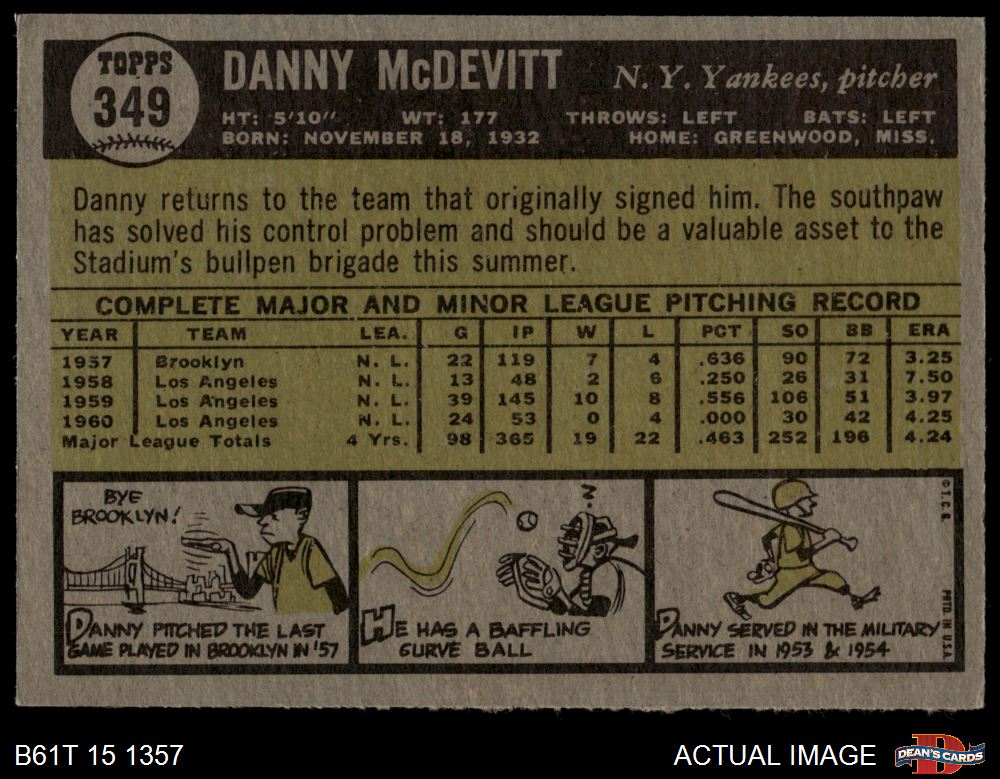 TOPPS
349
DANNY McDEVITT N. Y. Yankees, pitcher
HT: 5'10" WT: 177 THROWS: LEFT BATS: LEFT
BORN: NOVEMBER 18, 1932 HOME: GREENWOOD, MISS.
Danny returns to the team that originally signed him. The southpaw
has solved his control problem and should be a valuable asset to the
Stadium's bullpen brigade this summer.
COMPLETE MAJOR AND MINOR LEAGUE PITCHING RECORD
YEAR TEAM LEA. G IP W L PCT SO BB ERA
1957 Brooklyn N. L. 22 119 7 4 .636 90 72 3.25
1958 Los Angeles N. L. 13 48 2 6 .250 26 31 7.50
1959 Los Angeles N. L. 39 145 10 8 .556 106 51 3.97
1960 Los Angeles N. L. 24 53 0 4 .000 30 42 4.25
Major League Totals 4 Yrs. 98 365 19 22 .463 252 196 4.24
BYE
BROOKLYN!
DANNY PITCHED THE LAST
GAME PLAYED IN BROOKLYN IN '57
HE HAS A BAFFLING
CURVE BALL
DANNY SERVED IN THE MILITARY
SERVICE IN 1953 & 1954
© T. C. G.
PRTD. IN U.S.A.
B61T 15 1357
ACTUAL IMAGE
DEAN'S CARDS